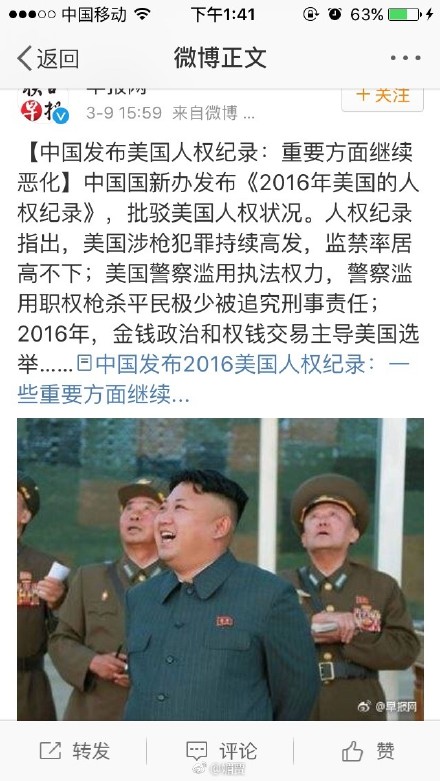 中国移动 下午1:41 63%
返回 微博正文
早报网
早报 V
3-9 15:59 来自微博 ...
+ 关注
【中国发布美国人权纪录：重要方面继续
恶化】中国国新办发布《2016年美国的人
权纪录》，批驳美国人权状况。人权纪录
指出，美国涉枪犯罪持续高发，监禁率居
高不下；美国警察滥用执法权力，警察滥
用职权枪杀平民极少被追究刑事责任；
2016年，金钱政治和权钱交易主导美国选
举......中国发布2016美国人权纪录：一
些重要方面继续...
@早报网
转发 评论 赞